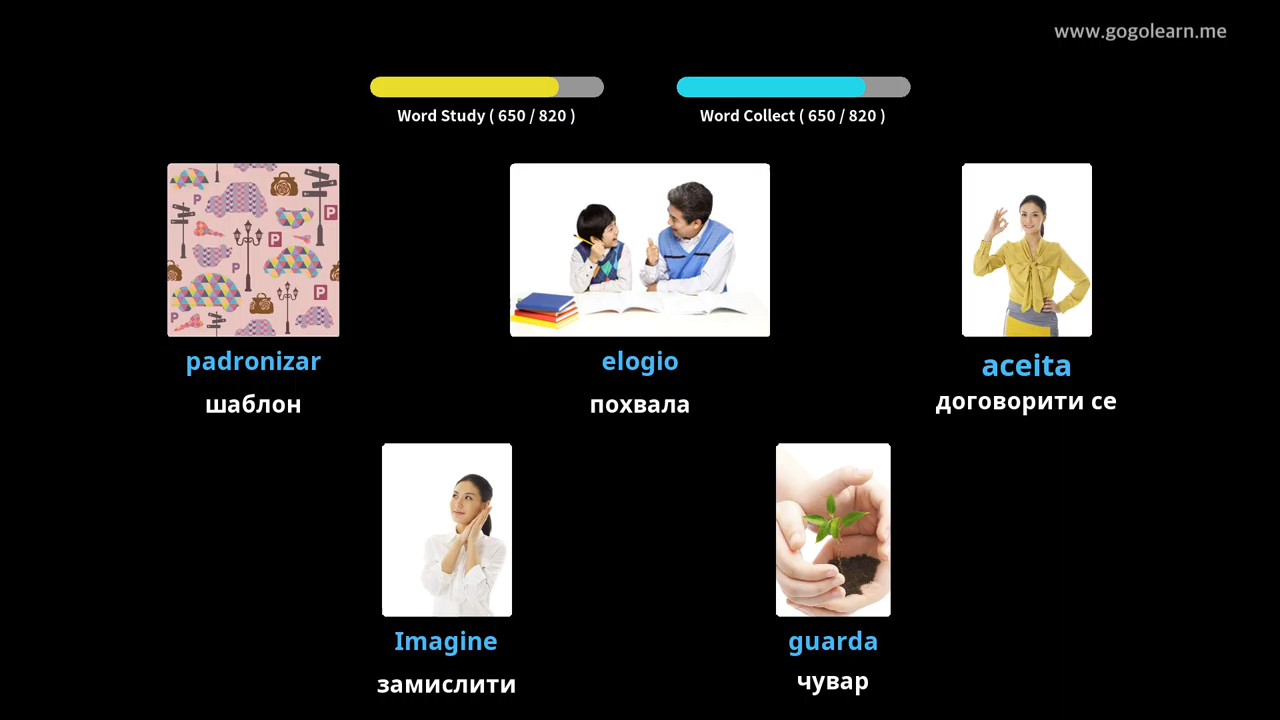 www.gogolearn.me
Word Study ( 650 / 820 )
Word Collect ( 650 / 820 )
P
P
P
P
P
P
padronizar
elogio
aceita
шаблон
похвала
договорити се
Imagine
guarda
замислити
чувар